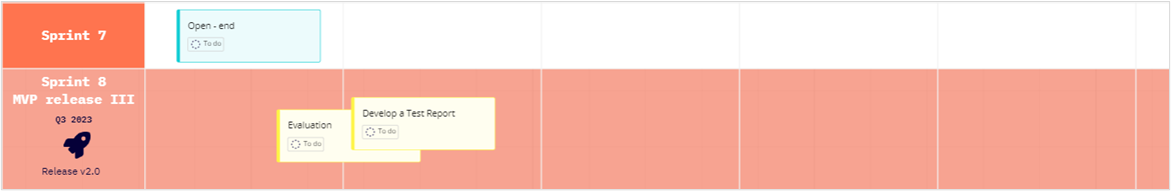 Sprint 7
Open - end
To do
Sprint 8
MVP release III
Q3 2023
Release v2.0
Evaluation
To do
Develop a Test Report
To do